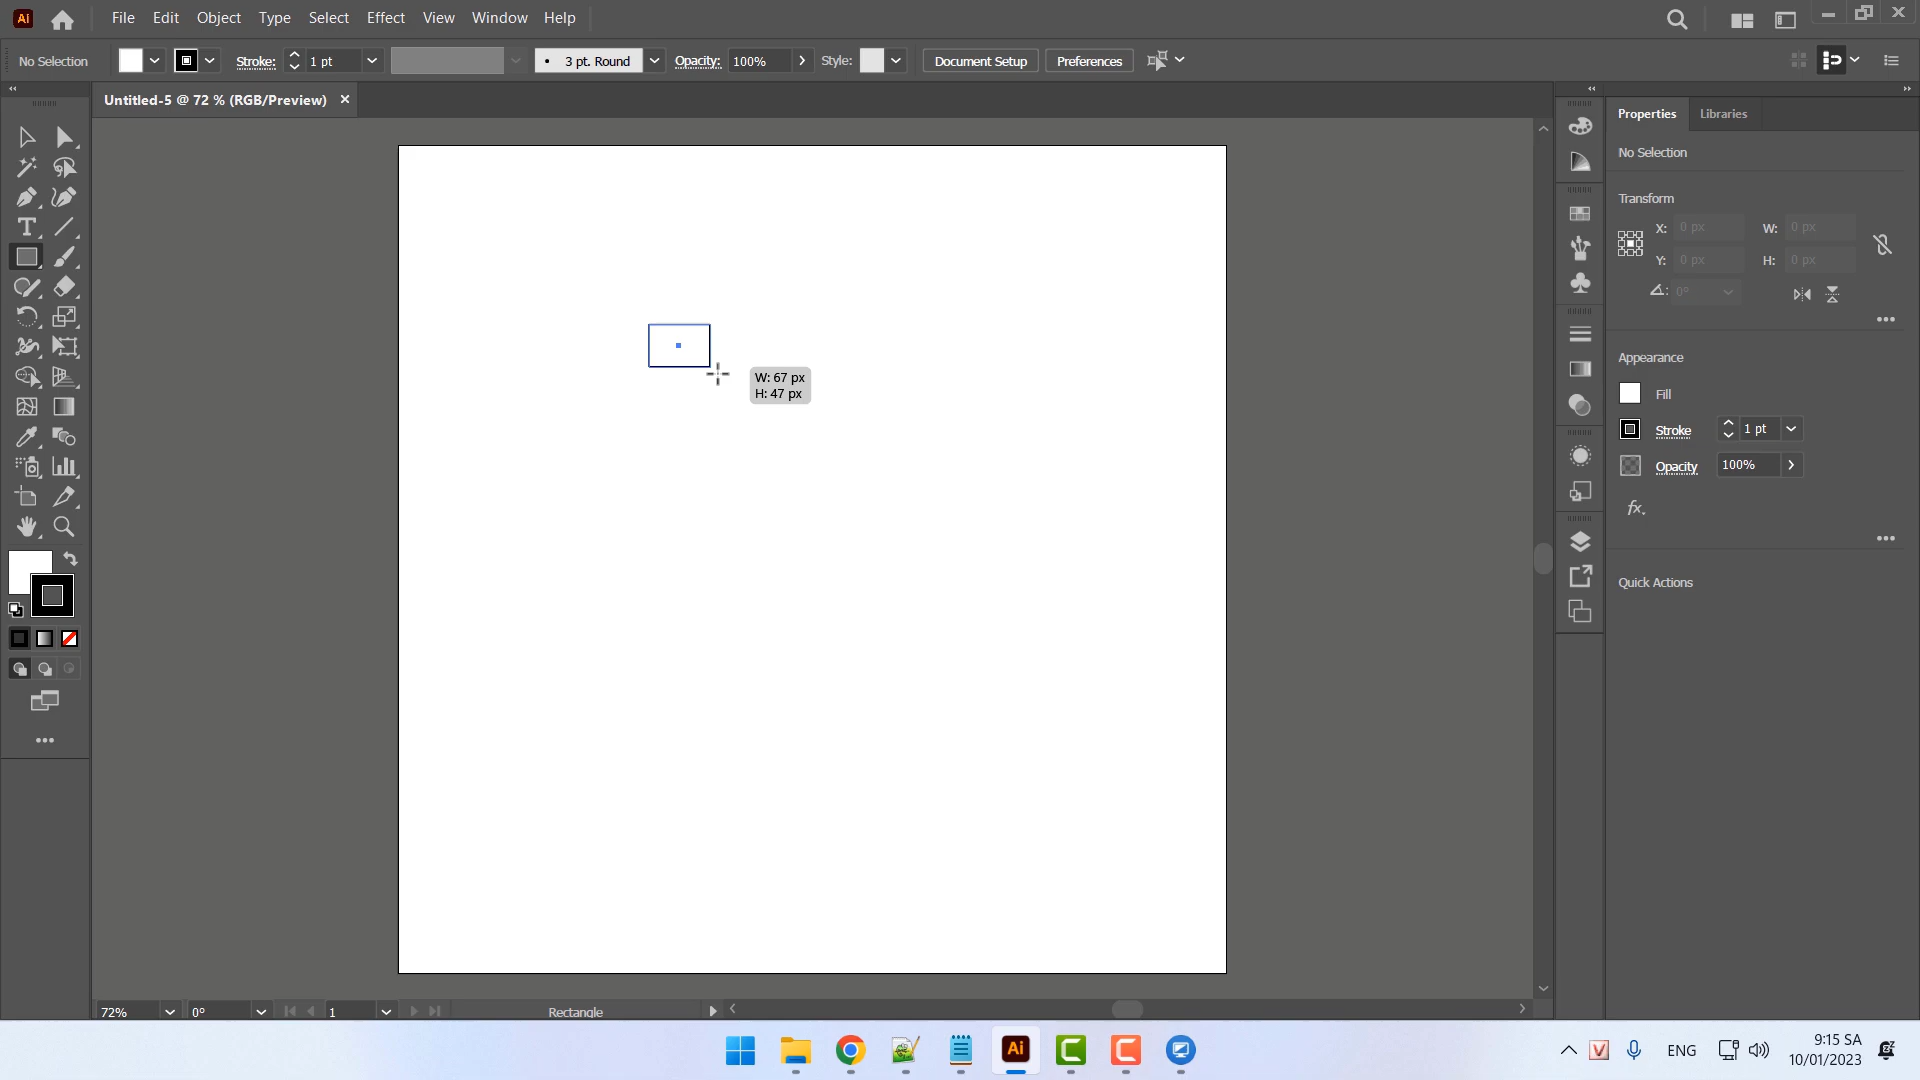 Ai File Edit Object Type Select Effect View Window Help
No Selection Stroke: 1 pt 3 pt. Round Opacity: 100% Style: Document Setup Preferences
Untitled-5 @ 72 % (RGB/Preview) ×
Properties Libraries
No Selection
Transform
X: 0 px W: 0 px
Y: 0 px H: 0 px
0°
Appearance
Fill
Stroke 1 pt
Opacity 100%
fx.
Quick Actions
W: 67 px
H: 47 px
72% 0° 1 Rectangle
Ai
ENG
9:15 SA
10/01/2023